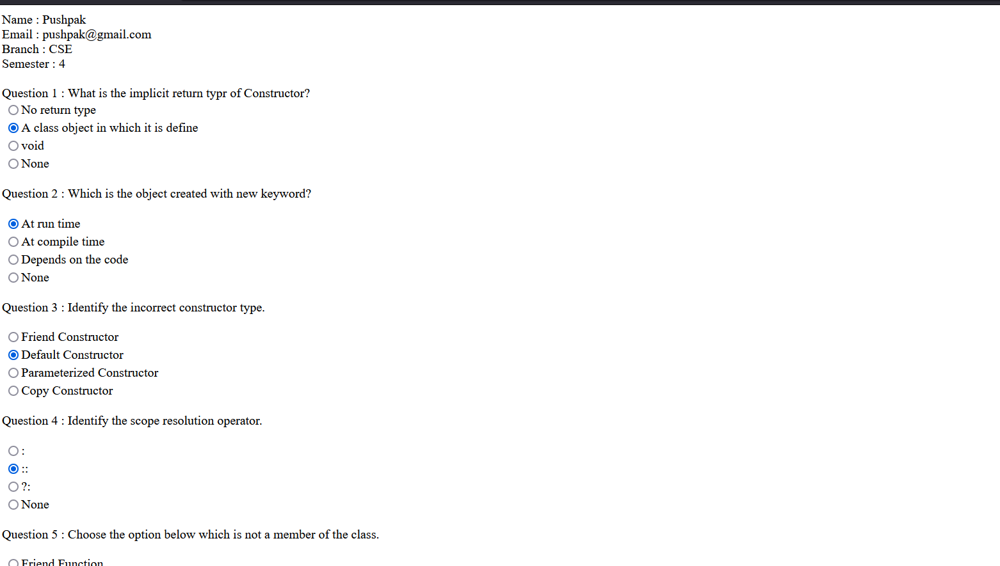 Name : Pushpak
Email : pushpak@gmail.com
Branch : CSE
Semester : 4
Question 1 : What is the implicit return typr of Constructor?
No return type
A class object in which it is define
void
None
Question 2 : Which is the object created with new keyword?
At run time
At compile time
Depends on the code
None
Question 3 : Identify the incorrect constructor type.
Friend Constructor
Default Constructor
Parameterized Constructor
Copy Constructor
Question 4 : Identify the scope resolution operator.
:
::
?:
None
Question 5 : Choose the option below which is not a member of the class.
Friend Function